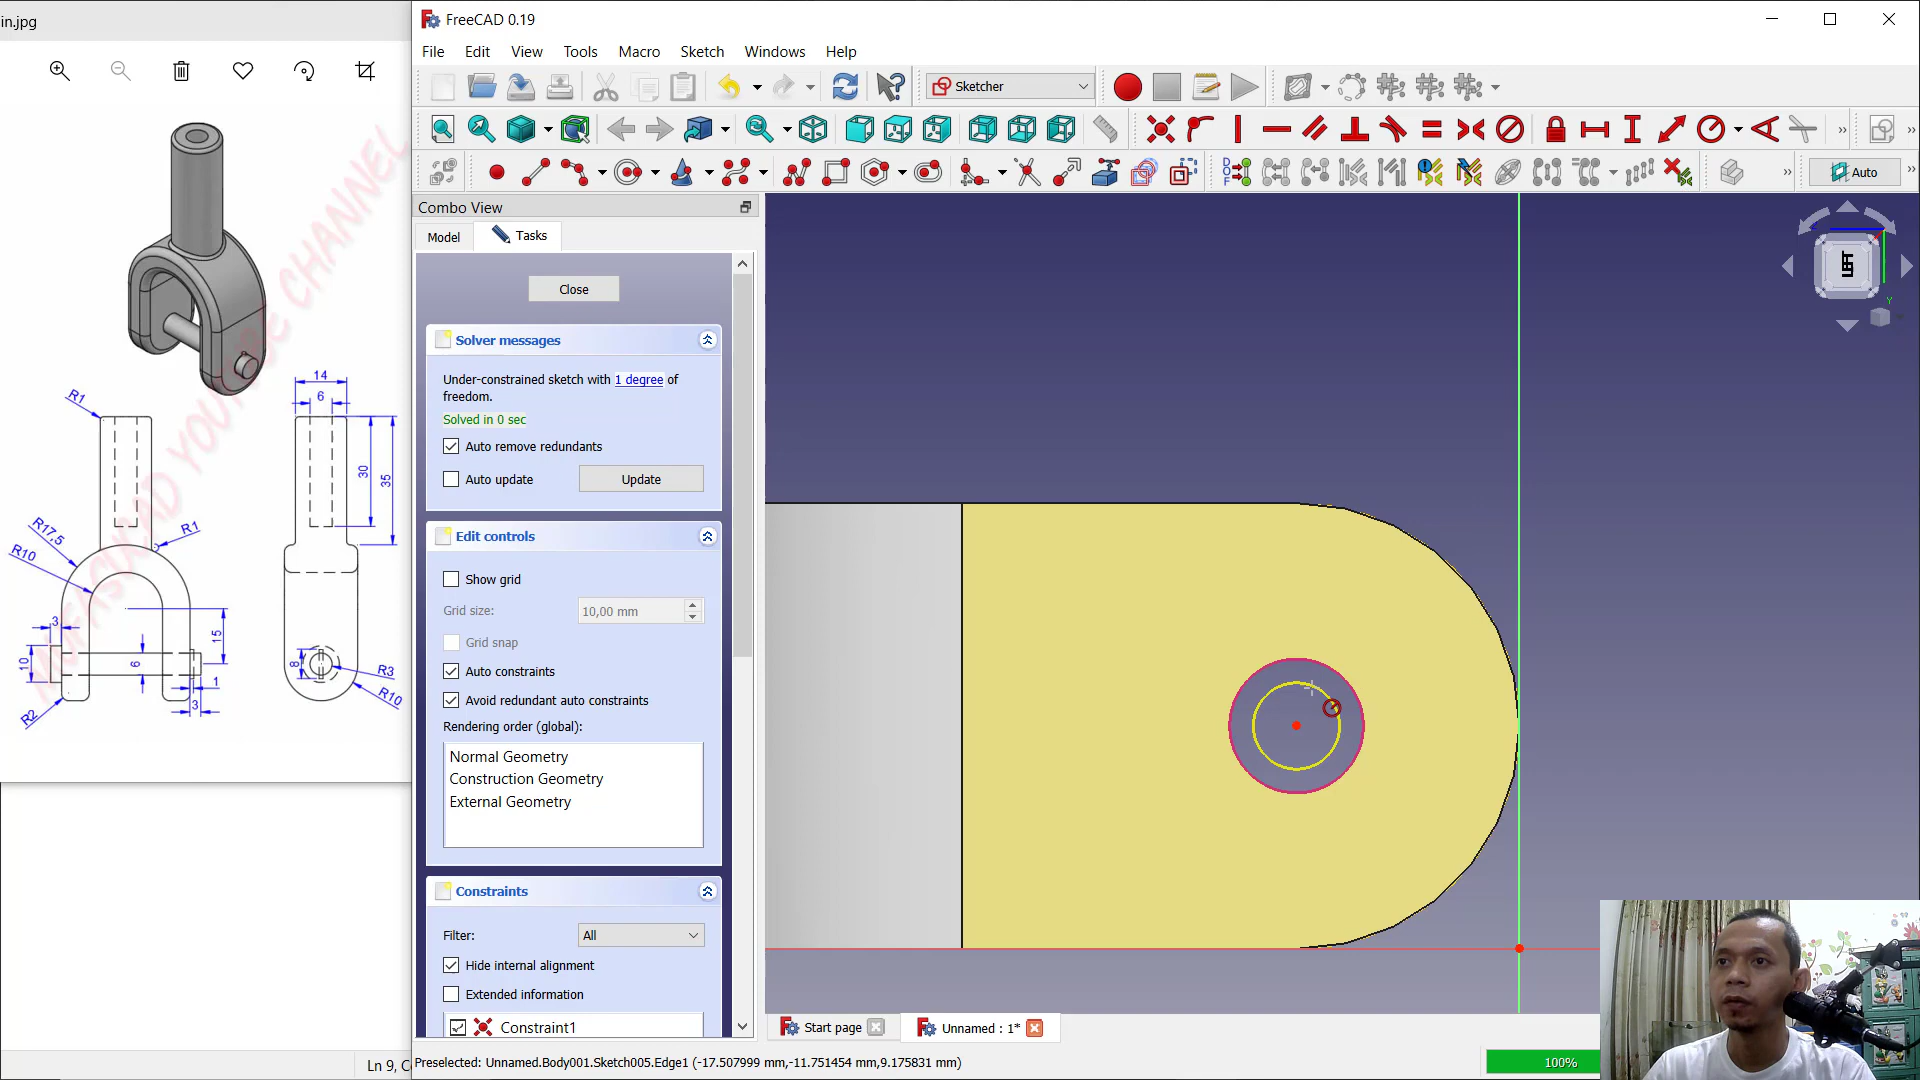 in.jpg
FreeCAD 0.19
File Edit View Tools Macro Sketch Windows Help
Sketcher
Auto
Combo View
Model Tasks
Close
Solver messages
Under-constrained sketch with 1 degree of
freedom.
Solved in 0 sec
Auto remove redundants
Auto update Update
Edit controls
Show grid
Grid size: 10,00 mm
Grid snap
Auto constraints
Avoid redundant auto constraints
Rendering order (global):
Normal Geometry
Construction Geometry
External Geometry
Constraints
Filter: All
Hide internal alignment
Extended information
Constraint1
Start page Unnamed : 1*
Preselected: Unnamed.Body001.Sketch005.Edge1 (-17.507999 mm,-11.751454 mm,9.175831 mm)
100%
Ln 9, C
MUFASUCAD YOUTUBE CHANNEL
R1
14
6
30
35
R17,5
R10
R1
3
15
10
6
8
R3
R10
1
3
R2
Y